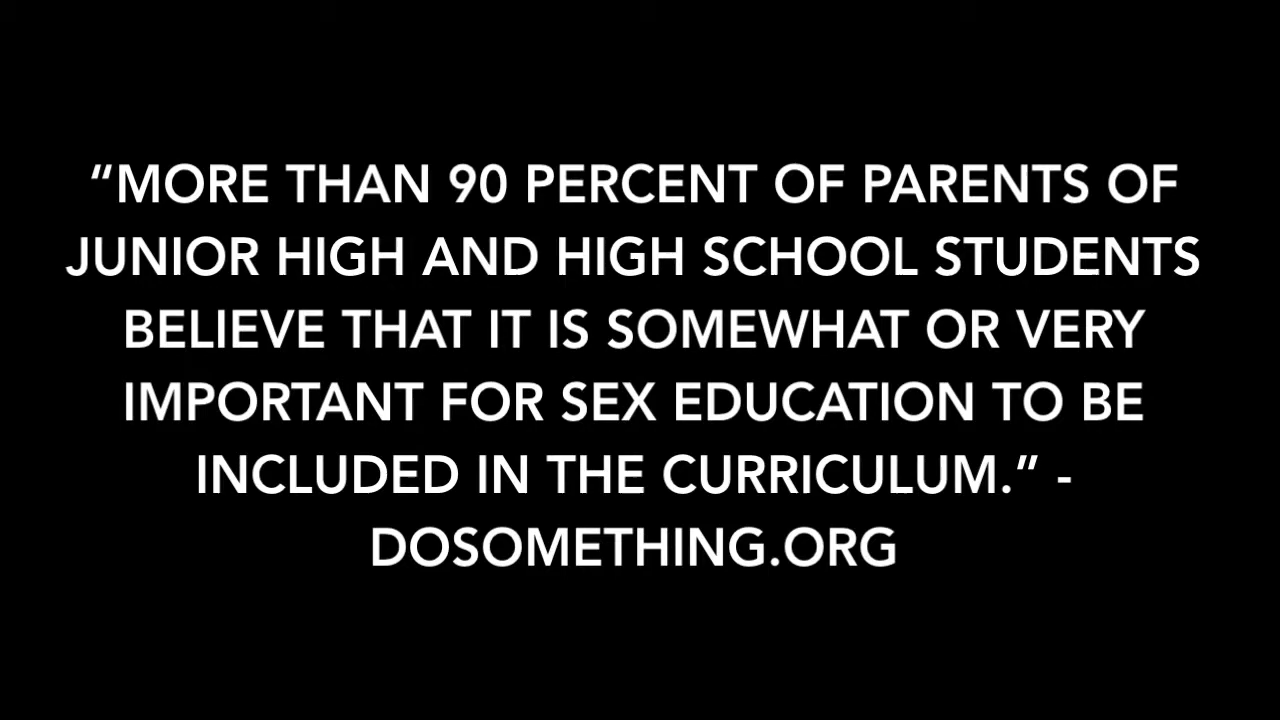 “MORE THAN 90 PERCENT OF PARENTS OF
JUNIOR HIGH AND HIGH SCHOOL STUDENTS
BELIEVE THAT IT IS SOMEWHAT OR VERY
IMPORTANT FOR SEX EDUCATION TO BE
INCLUDED IN THE CURRICULUM.” -
DOSOMETHING.ORG